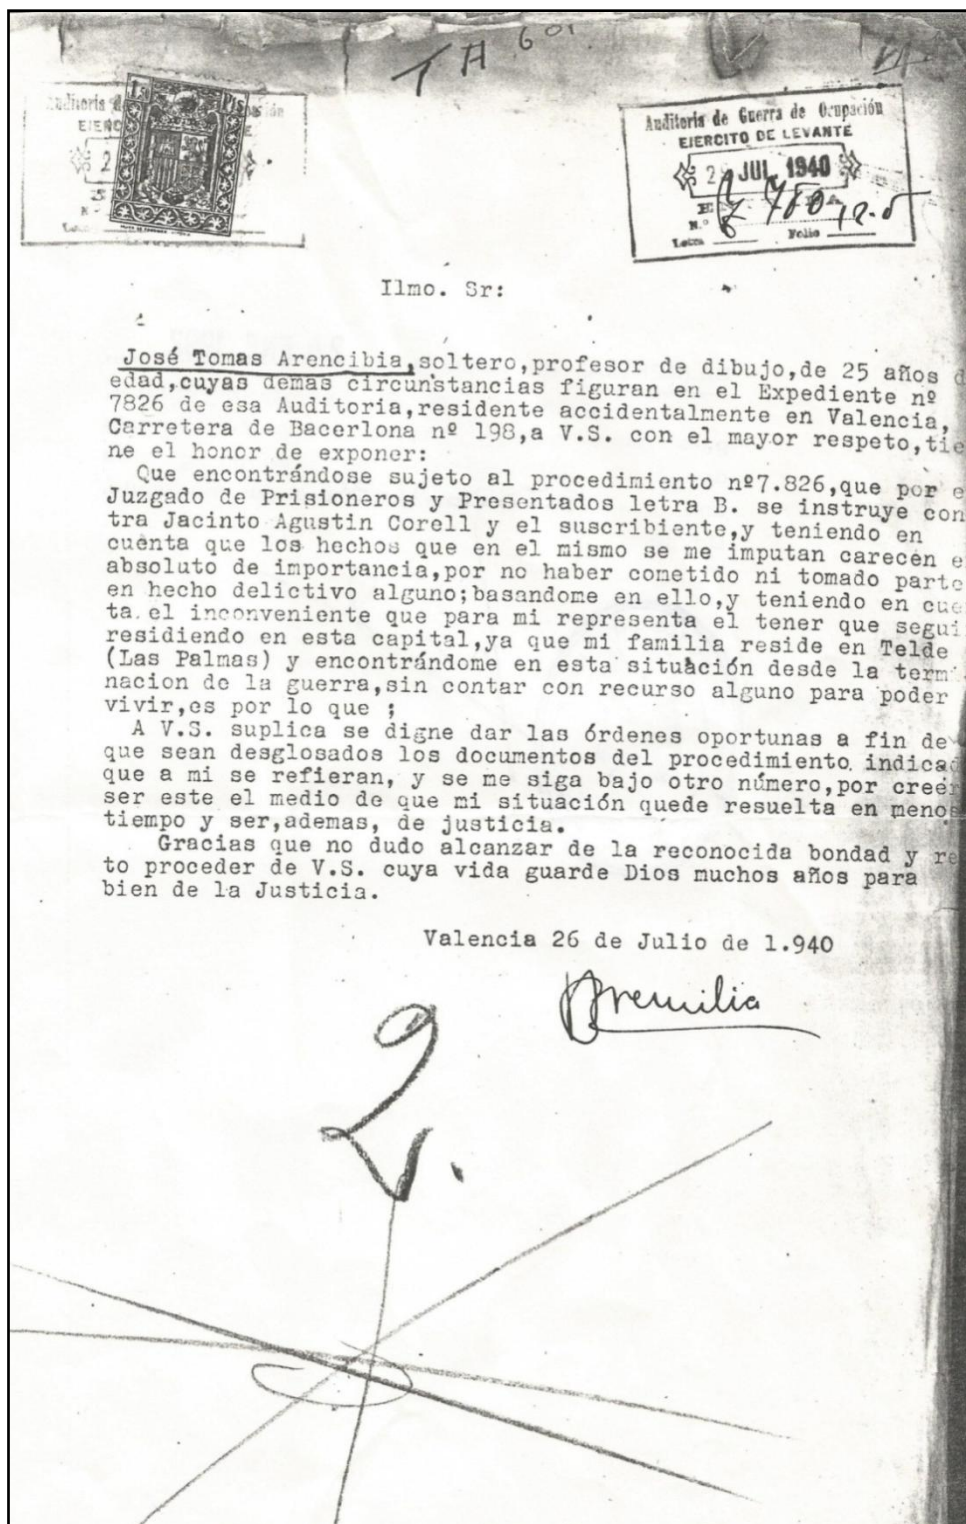 TA 601
Auditoria de
EJERC
1 Pts
Auditoria de Guerra de Ocupación
EJERCITO DE LEVANTE
JUL 1940
N.º
Letra Folio
Ilmo. Sr:
José Tomas Arencibia,soltero,profesor de dibujo,de 25 años d
edad,cuyas demas circunstancias figuran en el Expediente nº
7826 de esa Auditoria,residente accidentalmente en Valencia,
Carretera de Bacerlona nº 198,a V.S. con el mayor respeto,tie
ne el honor de exponer:
Que encontrándose sujeto al procedimiento nº7.826,que por e
Juzgado de Prisioneros y Presentados letra B. se instruye con
tra Jacinto Agustin Corell y el suscribiente,y teniendo en
cuenta que los hechos que en el mismo se me imputan carecen e
absoluto de importancia,por no haber cometido ni tomado parte
en hecho delictivo alguno;basandome en ello,y teniendo en cue
ta el inconveniente que para mi representa el tener que segui
residiendo en esta capital,ya que mi familia reside en Telde
(Las Palmas) y encontrándome en esta situación desde la term
nacion de la guerra,sin contar con recurso alguno para poder
vivir,es por lo que ;
A V.S. suplica se digne dar las órdenes oportunas a fin de
que sean desglosados los documentos del procedimiento indicad
que a mi se refieran, y se me siga bajo otro número,por creer
ser este el medio de que mi situación quede resuelta en menos
tiempo y ser,ademas, de justicia.
Gracias que no dudo alcanzar de la reconocida bondad y re
to proceder de V.S. cuya vida guarde Dios muchos años para
bien de la Justicia.
Valencia 26 de Julio de 1.940